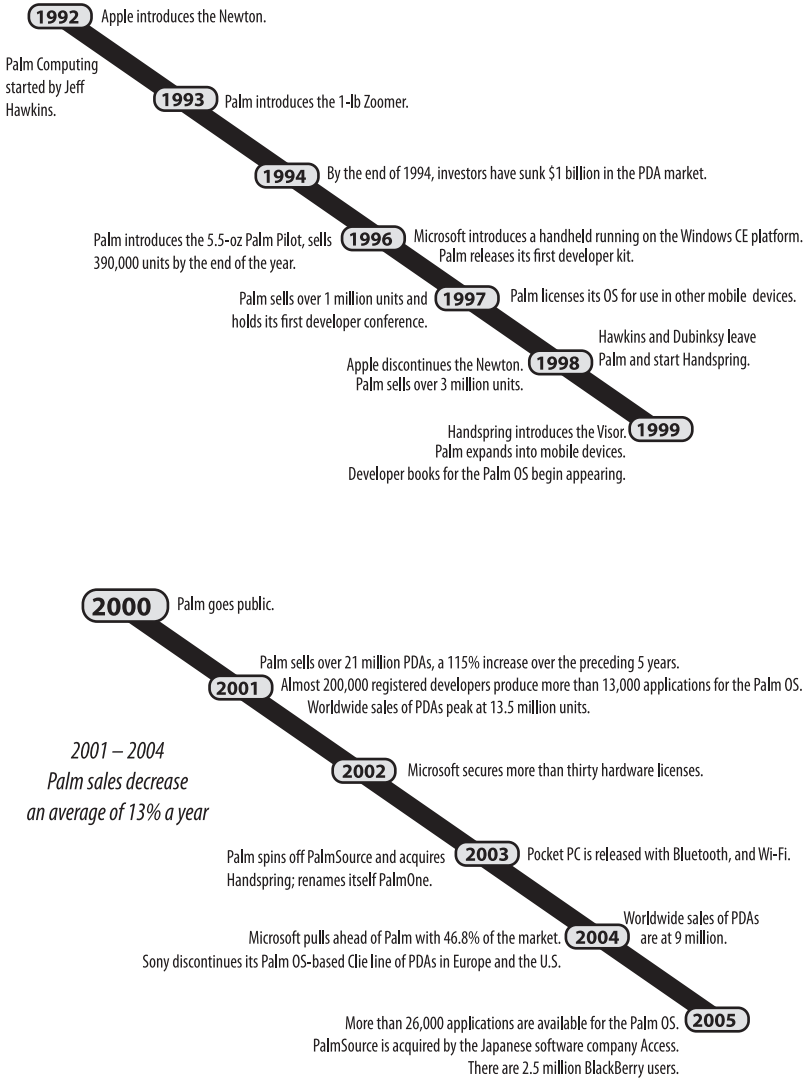 1992
Apple introduces the Newton.
Palm Computing
started by Jeff
Hawkins.
1993
Palm introduces the 1-lb Zoomer.
1994
By the end of 1994, investors have sunk $1 billion in the PDA market.
Palm introduces the 5.5-oz Palm Pilot, sells
390,000 units by the end of the year.
1996
Microsoft introduces a handheld running on the Windows CE platform.
Palm releases its first developer kit.
Palm sells over 1 million units and
holds its first developer conference.
1997
Palm licenses its OS for use in other mobile devices.
Apple discontinues the Newton.
Palm sells over 3 million units.
1998
Hawkins and Dubinksy leave
Palm and start Handspring.
Handspring introduces the Visor.
Palm expands into mobile devices.
Developer books for the Palm OS begin appearing.
1999
2000
Palm goes public.
2001
Palm sells over 21 million PDAs, a 115% increase over the preceding 5 years.
Almost 200,000 registered developers produce more than 13,000 applications for the Palm OS.
Worldwide sales of PDAs peak at 13.5 million units.
2001 – 2004
Palm sales decrease
an average of 13% a year
2002
Microsoft secures more than thirty hardware licenses.
Palm spins off PalmSource and acquires
Handspring; renames itself PalmOne.
2003
Pocket PC is released with Bluetooth, and Wi-Fi.
Microsoft pulls ahead of Palm with 46.8% of the market.
Sony discontinues its Palm OS-based Clie line of PDAs in Europe and the U.S.
2004
Worldwide sales of PDAs
are at 9 million.
More than 26,000 applications are available for the Palm OS.
PalmSource is acquired by the Japanese software company Access.
There are 2.5 million BlackBerry users.
2005